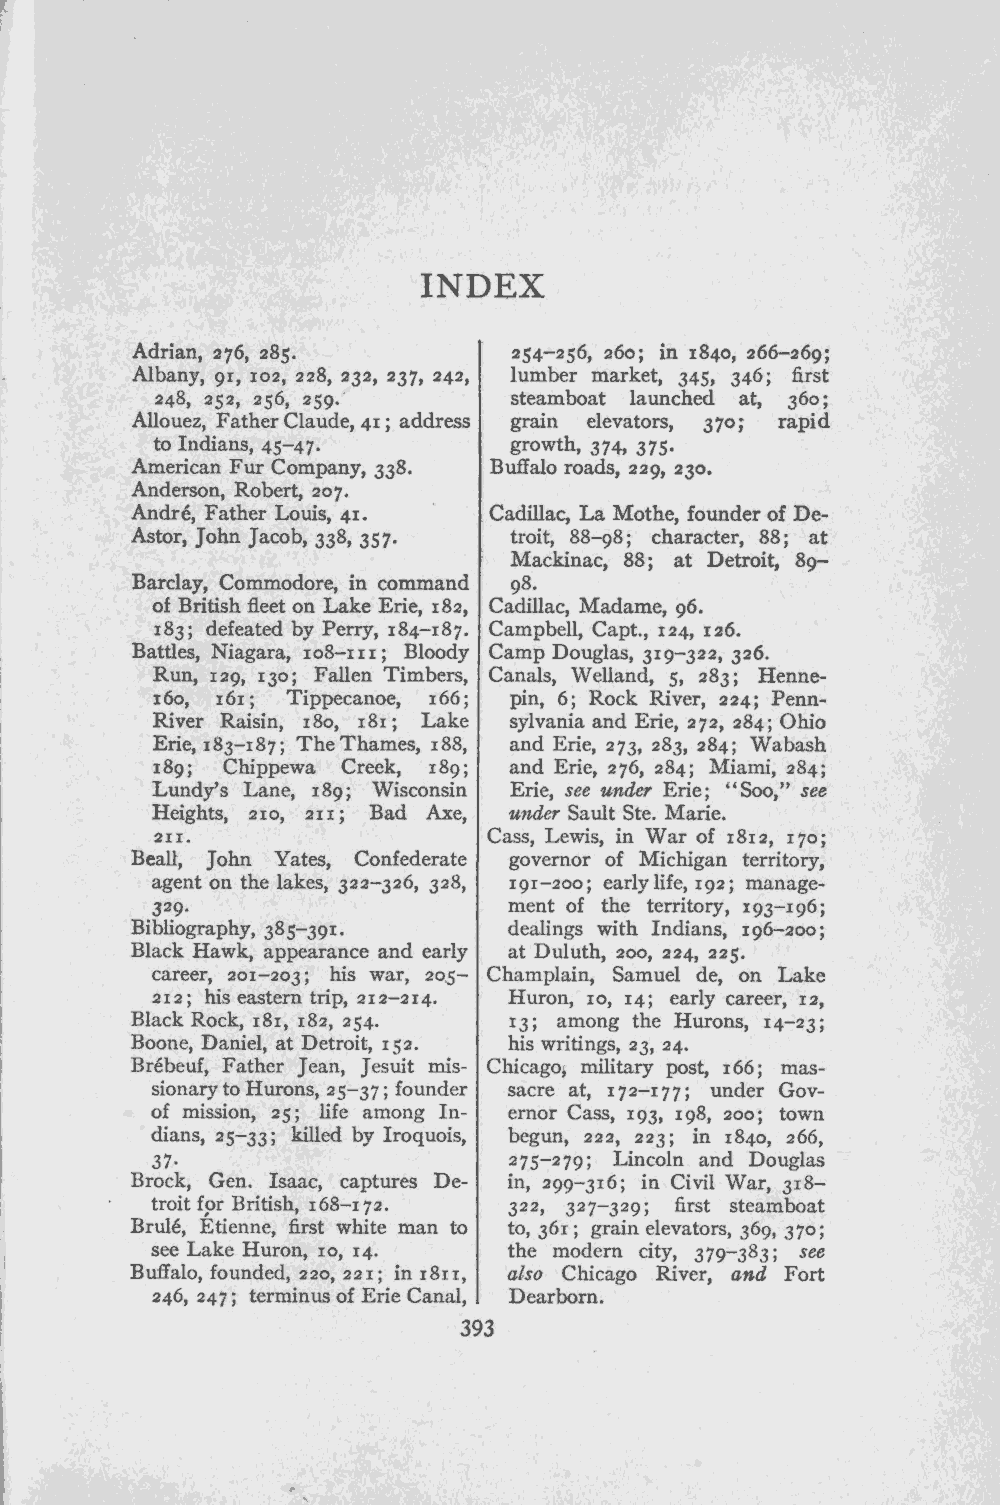 INDEX
Adrian, 276, 285.
Albany, 91, 102, 228, 232, 237, 242,
248, 252, 256, 259.
Allouez, Father Claude, 41; address
to Indians, 45–47.
American Fur Company, 338.
Anderson, Robert, 207.
André, Father Louis, 41.
Astor, John Jacob, 338, 357.
Barclay, Commodore, in command
of British fleet on Lake Erie, 182,
183; defeated by Perry, 184–187.
Battles, Niagara, 108–111; Bloody
Run, 129, 130; Fallen Timbers,
160, 161; Tippecanoe, 166;
River Raisin, 180, 181; Lake
Erie, 183–187; The Thames, 188,
189; Chippewa Creek, 189;
Lundy's Lane, 189; Wisconsin
Heights, 210, 211; Bad Axe,
211.
Beall, John Yates, Confederate
agent on the lakes, 322–326, 328,
329.
Bibliography, 385–391.
Black Hawk, appearance and early
career, 201–203; his war, 205–
212; his eastern trip, 212–214.
Black Rock, 181, 182, 254.
Boone, Daniel, at Detroit, 152.
Brébeuf, Father Jean, Jesuit mis-
sionary to Hurons, 25–37; founder
of mission, 25; life among In-
dians, 25–33; killed by Iroquois,
37.
Brock, Gen. Isaac, captures De-
troit for British, 168–172.
Brulé, Étienne, first white man to
see Lake Huron, 10, 14.
Buffalo, founded, 220, 221; in 1811,
246, 247; terminus of Erie Canal,
254–256, 260; in 1840, 266–269;
lumber market, 345, 346; first
steamboat launched at, 360;
grain elevators, 370; rapid
growth, 374, 375.
Buffalo roads, 229, 230.
Cadillac, La Mothe, founder of De-
troit, 88–98; character, 88; at
Mackinac, 88; at Detroit, 89–
98.
Cadillac, Madame, 96.
Campbell, Capt., 124, 126.
Camp Douglas, 319–322, 326.
Canals, Welland, 5, 283; Henne-
pin, 6; Rock River, 224; Penn-
sylvania and Erie, 272, 284; Ohio
and Erie, 273, 283, 284; Wabash
and Erie, 276, 284; Miami, 284;
Erie, see under Erie; "Soo," see
under Sault Ste. Marie.
Cass, Lewis, in War of 1812, 170;
governor of Michigan territory,
191–200; early life, 192; manage-
ment of the territory, 193–196;
dealings with Indians, 196–200;
at Duluth, 200, 224, 225.
Champlain, Samuel de, on Lake
Huron, 10, 14; early career, 12,
13; among the Hurons, 14–23;
his writings, 23, 24.
Chicago, military post, 166; mas-
sacre at, 172–177; under Gov-
ernor Cass, 193, 198, 200; town
begun, 222, 223; in 1840, 266,
275–279; Lincoln and Douglas
in, 299–316; in Civil War, 318–
322, 327–329; first steamboat
to, 361; grain elevators, 369, 370;
the modern city, 379–383; see
also Chicago River, and Fort
Dearborn.
393